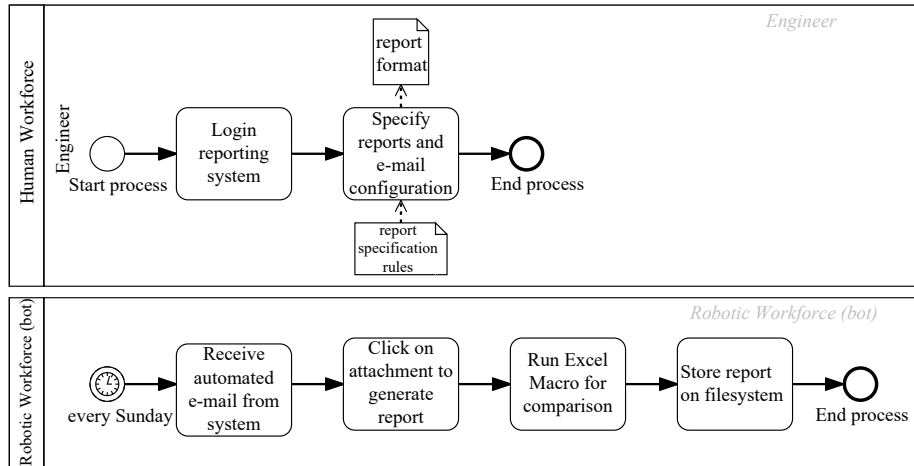 Human Workforce
Engineer
Engineer
report
format
Start process
Login
reporting
system
Specify
reports and
e-mail
configuration
End process
report
specification
rules
Robotic Workforce (bot)
Robotic Workforce (bot)
every Sunday
Receive
automated
e-mail from
system
Click on
attachment to
generate
report
Run Excel
Macro for
comparison
Store report
on filesystem
End process